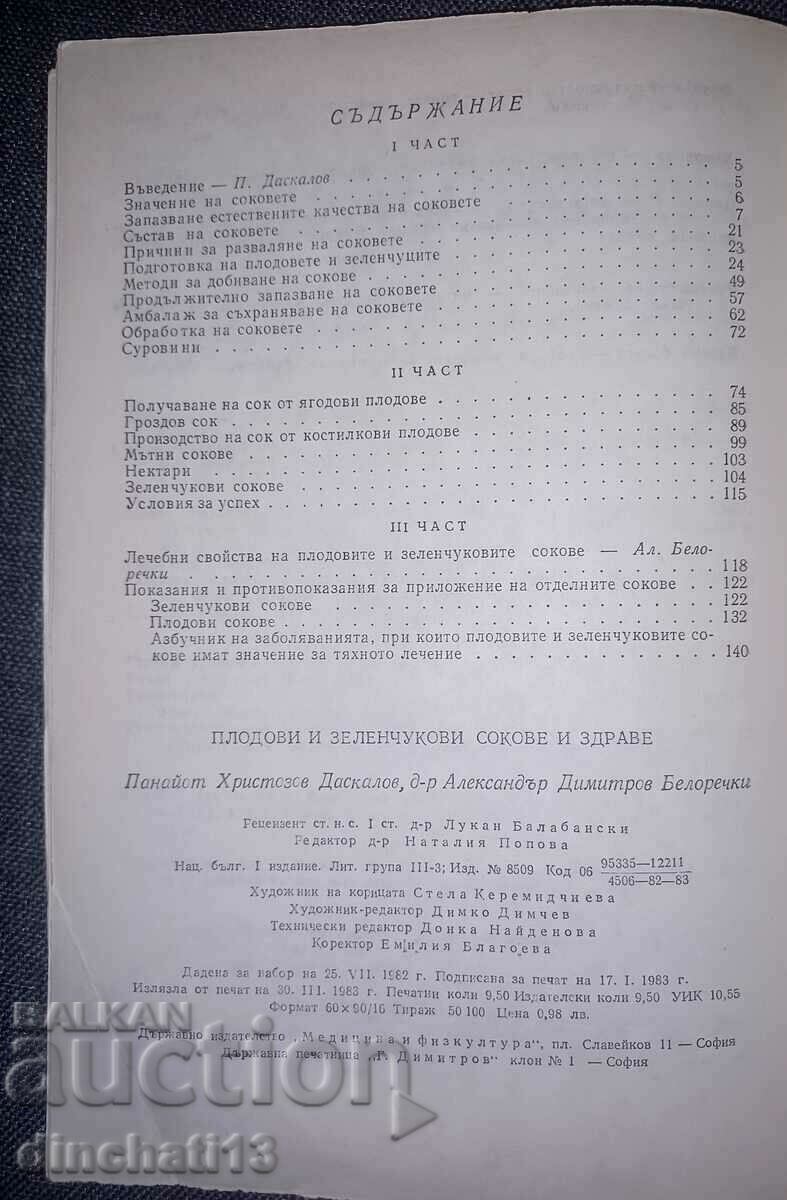 СЪДЪРЖАНИЕ
I ЧАСТ
Въведение — П. Даскалов . . . 5
Значение на соковете . . . 5
Запазване естествените качества на соковете . . . 6
Състав на соковете . . . 7
Причини за разваляне на соковете . . . 21
Подготовка на плодовете и зеленчуците . . . 23
Методи за добиване на сокове . . . 24
Продължително запазване на соковете . . . 49
Амбалаж за съхраняване на соковете . . . 57
Обработка на соковете . . . 62
Суровини . . . 72
II ЧАСТ
Получаване на сок от ягодови плодове . . . 74
Гроздов сок . . . 85
Произодство на сок от костилкови плодове . . . 89
Мътни сокове . . . 99
Нектари . . . 103
Зеленчукови сокове . . . 104
Условия за успех . . . 115
III ЧАСТ
Лечебни свойства на плодовите и зеленчуковите сокове — Ал. Бело-
речки . . . 118
Показания и противопоказания за приложение на отделните сокове . . 122
Зеленчукови сокове . . . 122
Плодови сокове . . . 132
Азбучник на заболяванията, при които плодовите и зеленчуковите со-
кове имат значение за тяхното лечение . . . 140
ПЛОДОВИ И ЗЕЛЕНЧУКОВИ СОКОВЕ И ЗДРАВЕ
Панайот Христозов Даскалов, д-р Александър Димитров Белоречки
Рецензент ст. н. с. I ст. д-р Лукан Балабански
Редактор д-р Наталия Попова
Нац. бълг. I издание. Лит. група III-3; Изд. № 8509 Код 06 95335—12211
4506—82—83
Художник на корицата Стела Керемидчиева
Художник-редактор Димко Димчев
Технически редактор Донка Найденова
Коректор Емилия Благоева
Дадена за набор на 25. VII. 1982 г. Подписана за печат на 17. I. 1983 г.
Излязла от печат на 30. III. 1983 г. Печатни коли 9,50 Издателски коли 9,50 УИК 10,55
Формат 60×90/16 Тираж 50 100 Цена 0,98 лв.
Държавно издателство „Медицина и физкултура“, пл. Славейков 11 — София
Държавна печатница „Г. Димитров“ клон № 1 — София
BALKAN
auction
dinchati13